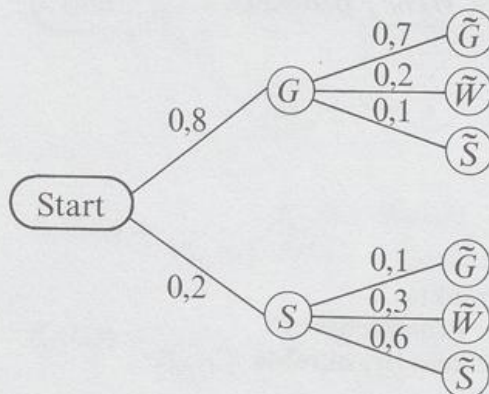 0,7 G̃
G 0,2 W̃
0,1 S̃
0,8
Start
0,2
0,1 G̃
S 0,3 W̃
0,6 S̃